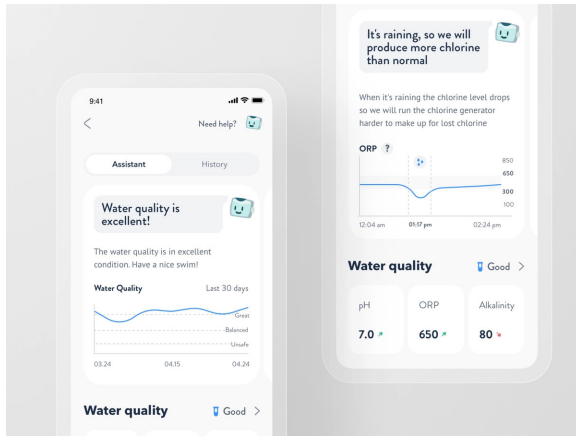 9:41
Need help?
Assistant
History
Water quality is
excellent!
The water quality is in excellent
condition. Have a nice swim!
Water Quality
Last 30 days
Great
Balanced
Unsafe
03.24
04.15
04.24
Water quality
Good
It's raining, so we will
produce more chlorine
than normal
When it's raining the chlorine level drops
so we will run the chlorine generator
harder to make up for lost chlorine
ORP ?
850
650
300
100
12:04 am
01:17 pm
02:24 pm
Water quality
Good
pH
ORP
Alkalinity
7.0
650
80